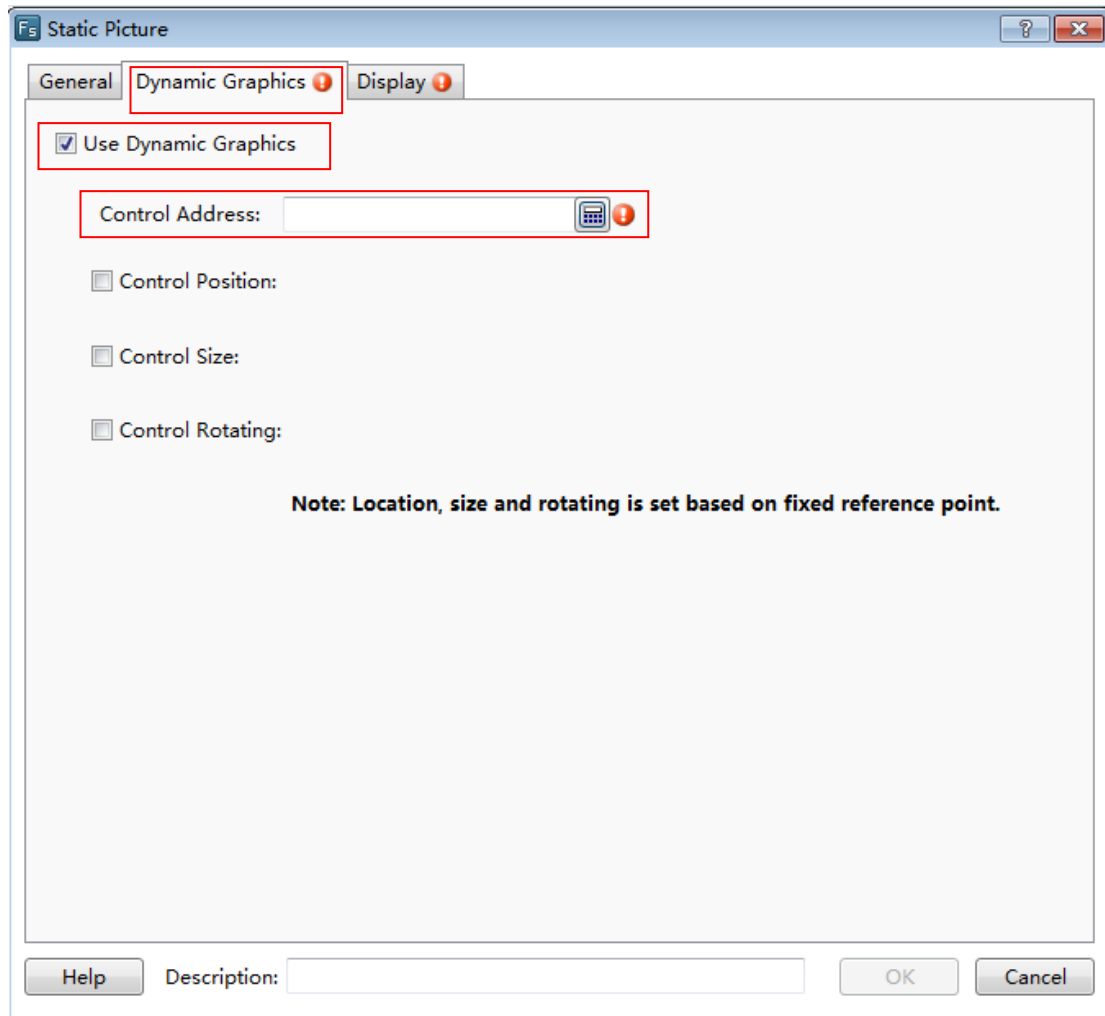 Fs Static Picture
General Dynamic Graphics Display
Use Dynamic Graphics
Control Address:
Control Position:
Control Size:
Control Rotating:
Note: Location, size and rotating is set based on fixed reference point.
Help Description: OK Cancel